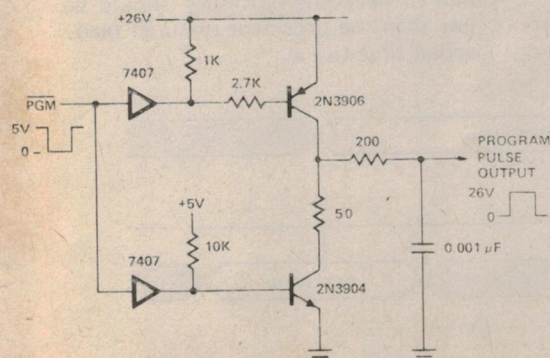 +26V
1K
7407
2.7K
PGM
2N3906
5V
0
200
PROGRAM
PULSE
OUTPUT
26V
0
+5V
50
10K
0.001 µF
7407
2N3904